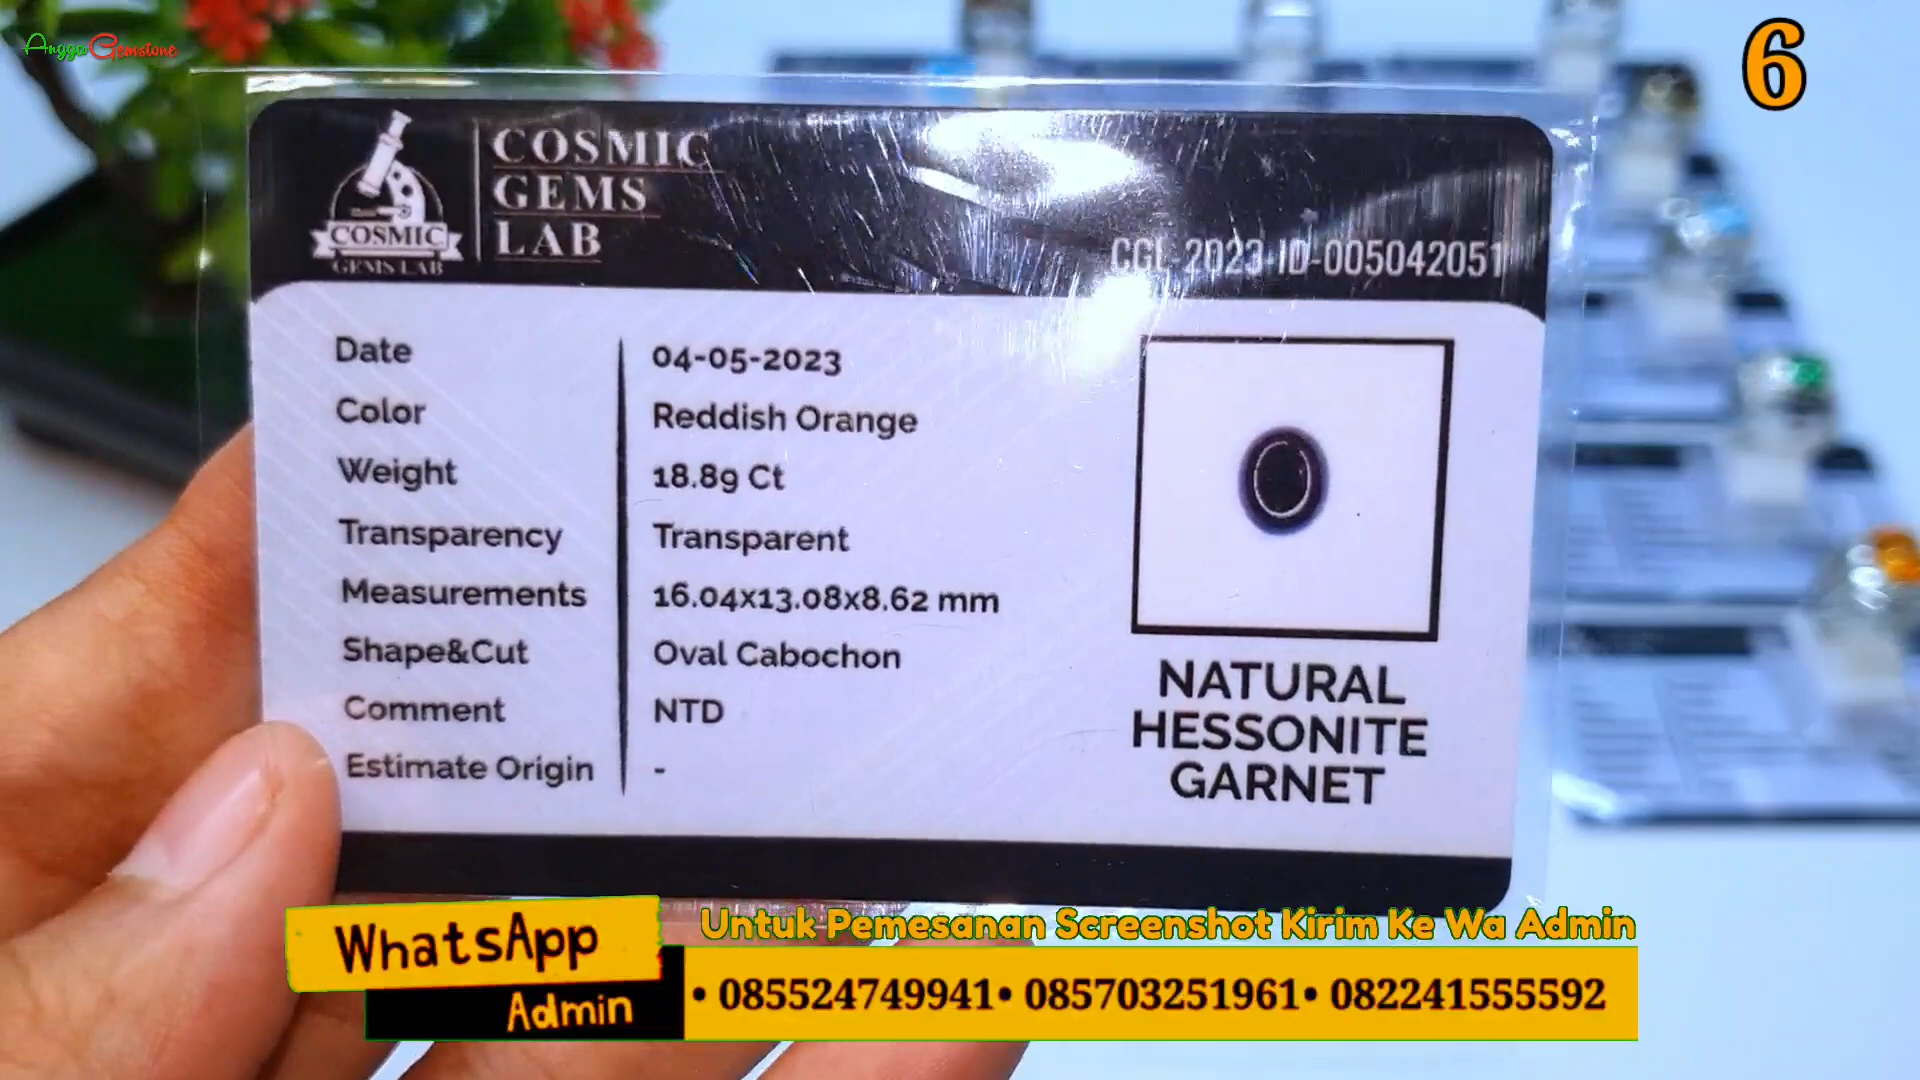 Angga Gemstone
6
COSMIC
GEMS
LAB
COSMIC
GEMS LAB
CGL-2023-ID-005042051
Date 04-05-2023
Color Reddish Orange
Weight 18.89 Ct
Transparency Transparent
Measurements 16.04x13.08x8.62 mm
Shape&Cut Oval Cabochon
Comment NTD
Estimate Origin -
NATURAL
HESSONITE
GARNET
WhatsApp
Admin
Untuk Pemesanan Screenshot Kirim Ke Wa Admin
• 085524749941• 085703251961• 082241555592